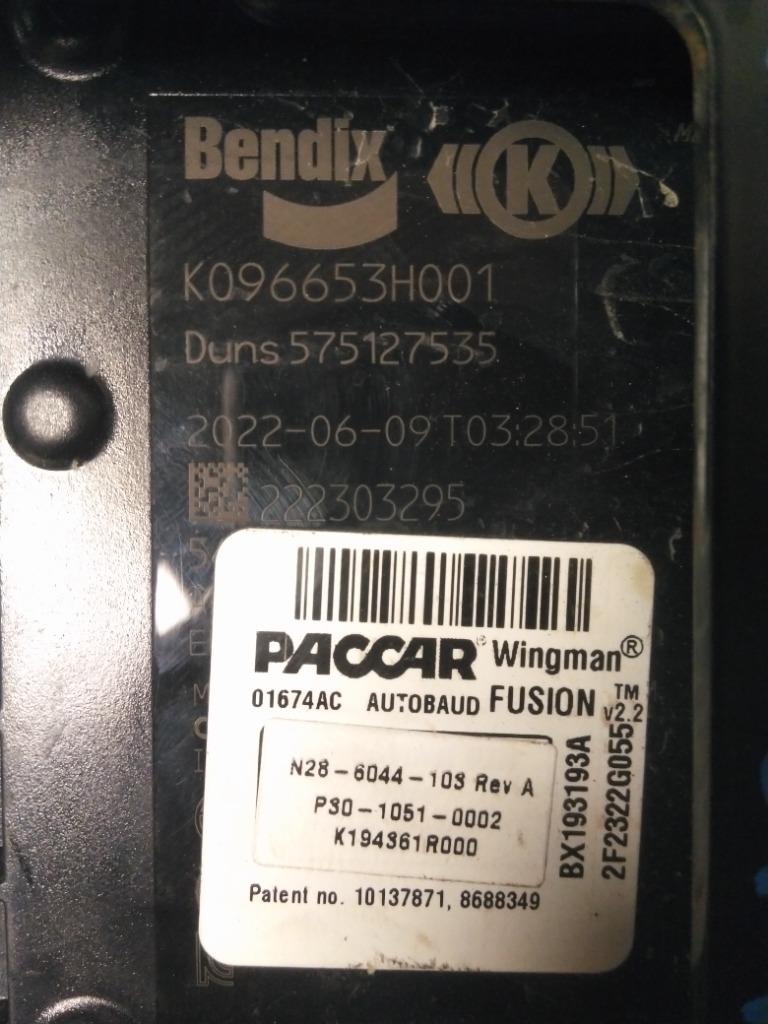 Bendix
K
K096653H001
Duns 575127535
2022-06-09T03:28:51
222303295
PACCAR® Wingman®
01674AC AUTOBAUD FUSION™ v2.2
N28-6044-103 Rev A
P30-1051-0002
K194361R000
Patent no. 10137871, 8688349
BX193193A
2F2322G055